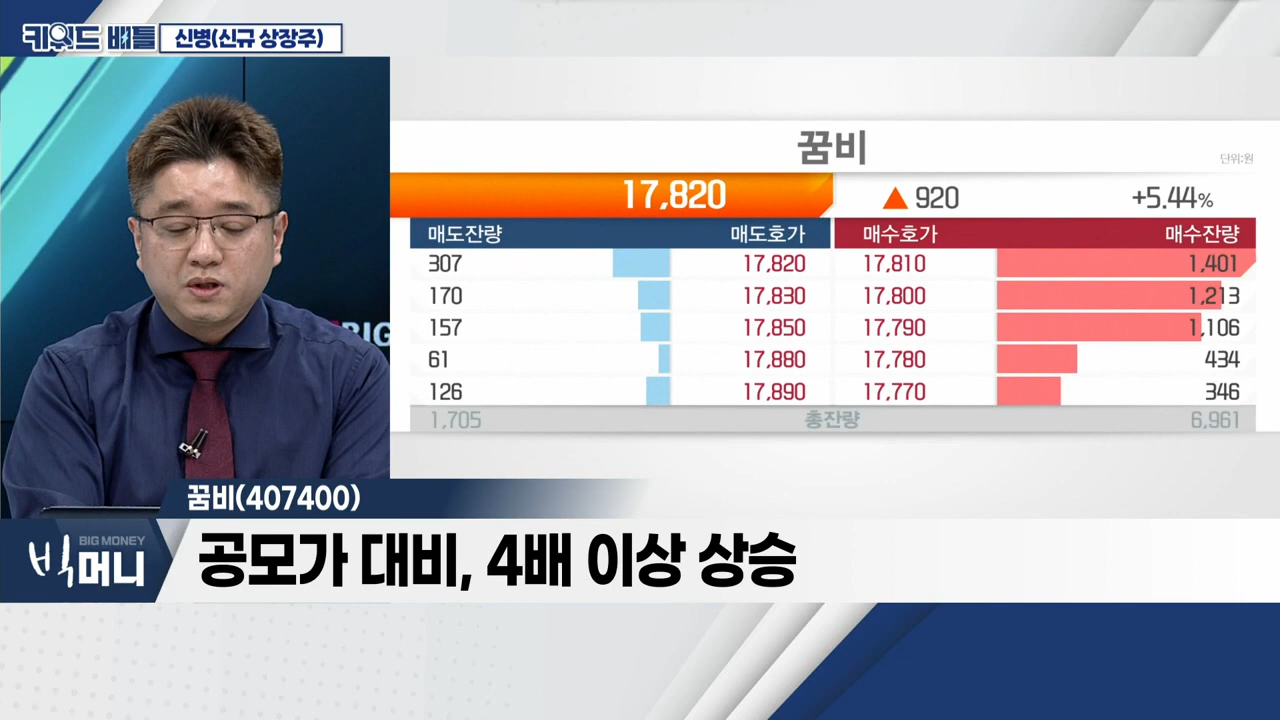 키워드 배틀 신병(신규 상장주)
BIG
꿈비
단위:원
17,820 ▲ 920 +5.44%
매도잔량 매도호가 매수호가 매수잔량
307 17,820 17,810 1,401
170 17,830 17,800 1,213
157 17,850 17,790 1,106
61 17,880 17,780 434
126 17,890 17,770 346
1,705 총잔량 6,961
꿈비(407400)
BIG MONEY
빅머니
공모가 대비, 4배 이상 상승